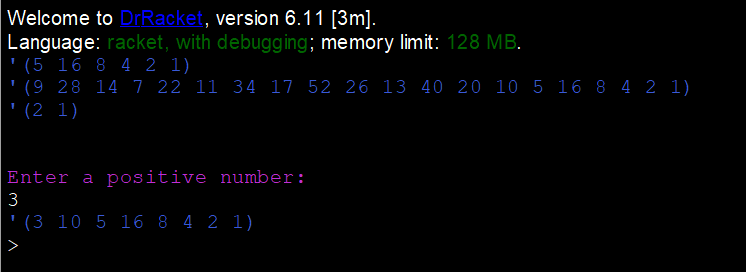 Welcome to DrRacket, version 6.11 [3m].
Language: racket, with debugging; memory limit: 128 MB.
'(5 16 8 4 2 1)
'(9 28 14 7 22 11 34 17 52 26 13 40 20 10 5 16 8 4 2 1)
'(2 1)
Enter a positive number:
3
'(3 10 5 16 8 4 2 1)
>